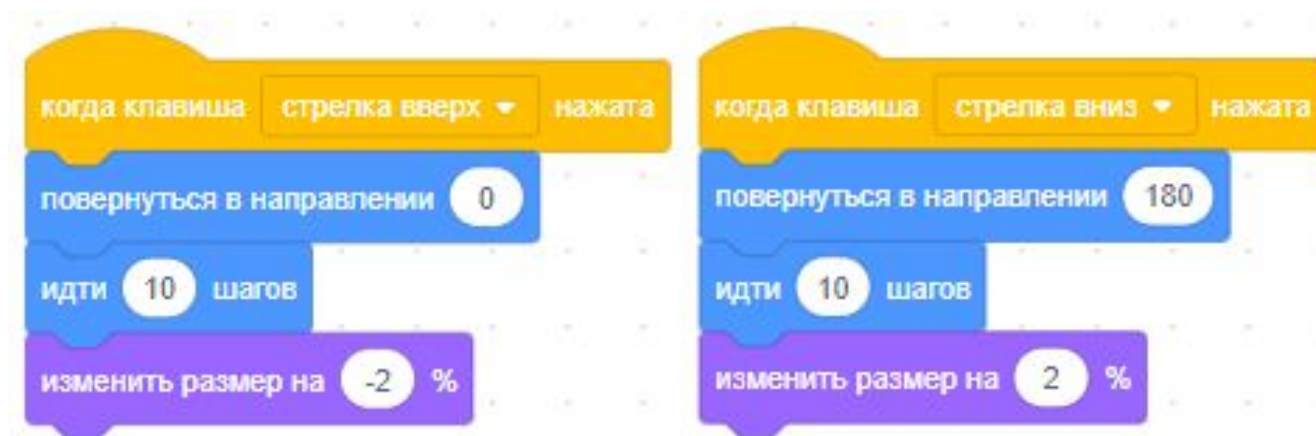 когда клавиша стрелка вверх нажата
повернуться в направлении 0
идти 10 шагов
изменить размер на -2 %
когда клавиша стрелка вниз нажата
повернуться в направлении 180
идти 10 шагов
изменить размер на 2 %